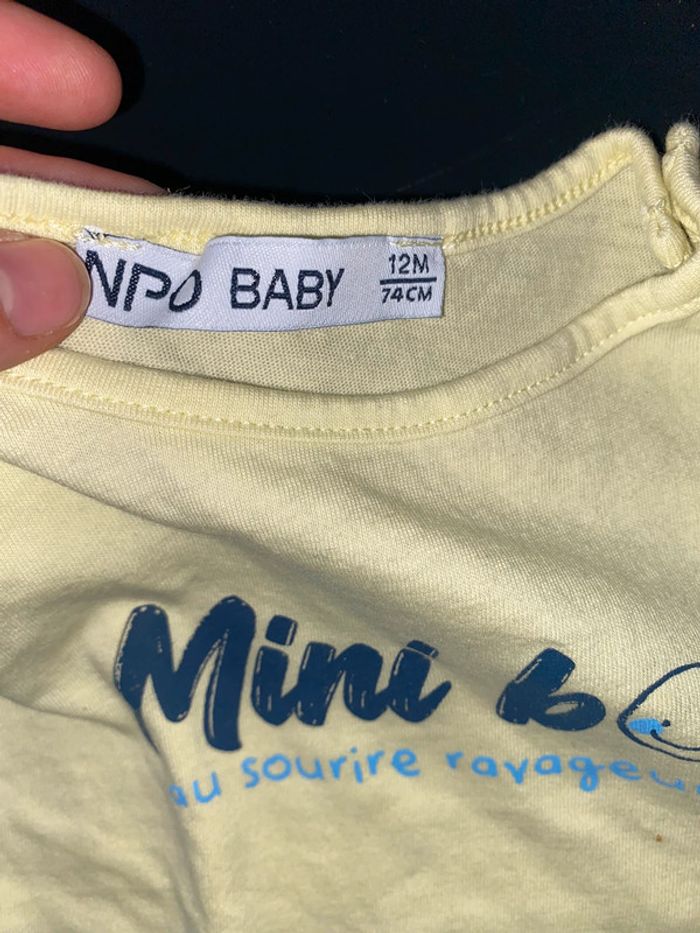 NPO BABY 12M
74CM
Mini
au sourire ravageu